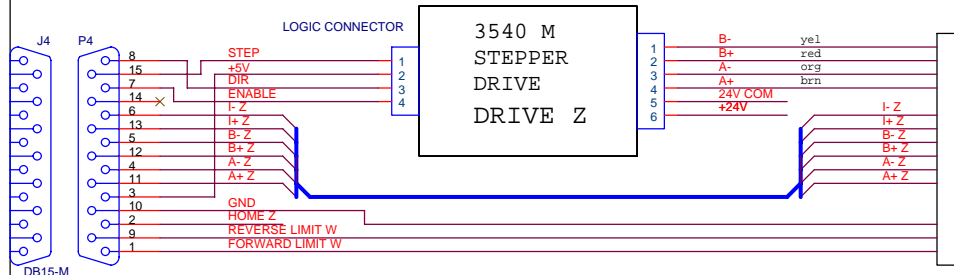 LOGIC CONNECTOR
J4 P4
3540 M
STEPPER
DRIVE
DRIVE Z
8 STEP
15 +5V
7 DIR
14 ENABLE
6 I- Z
13 I+ Z
5 B- Z
12 B+ Z
4 A- Z
11 A+ Z
3
10 GND
2 HOME Z
9 REVERSE LIMIT W
1 FORWARD LIMIT W
DB15-M
1
2
3
4
1 B- yel
2 B+ red
3 A- org
4 A+ brn
5 24V COM
6 +24V
I- Z
I+ Z
B- Z
B+ Z
A- Z
A+ Z